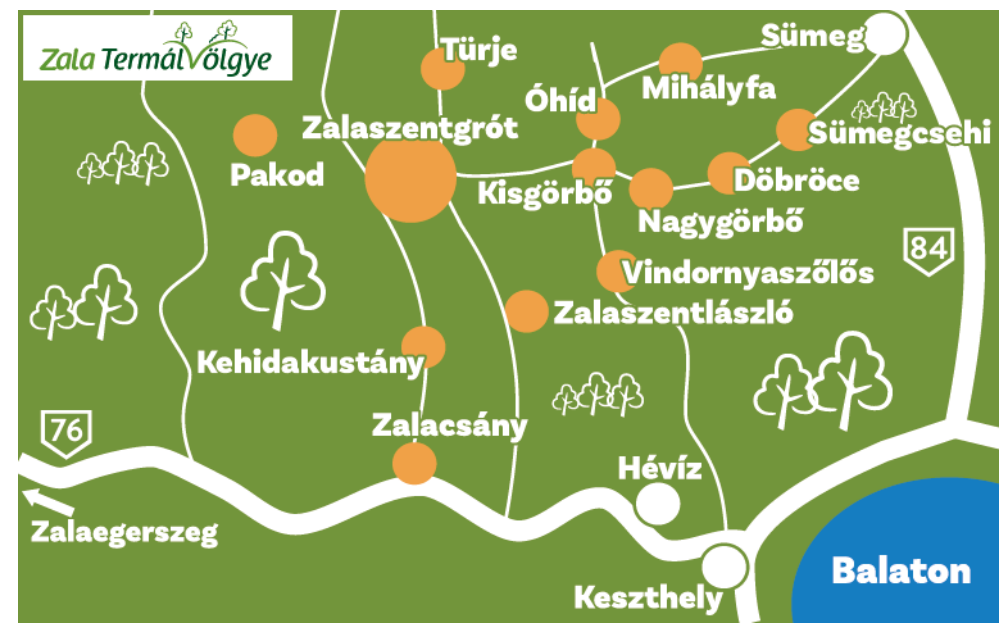 Zala TermálVölgye
Türje
Sümeg
Mihályfa
Óhíd
Zalaszentgrót
Sümegcsehi
Pakod
Kisgörbő
Döbröce
Nagygörbő
84
Vindornyaszőlős
Zalaszentlászló
Kehidakustány
76
Zalacsány
Hévíz
Zalaegerszeg
Balaton
Keszthely